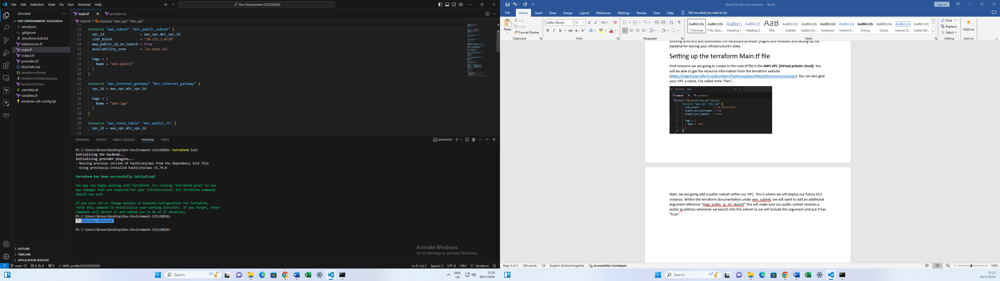 File Edit Selection View Go Run Terminal Help
Dev-Environment-SJCLOUD24
EXPLORER
DEV-ENVIRONMENT-SJCLOUD24
.terraform
.gitignore
.terraform.lock.hcl
datasources.tf
main.tf
output.tf
providers.tf
README.md
terraform.tfstate
terraform.tfstate.backup
terraform.tfvars
userdata.sh
variables.tf
windows-ssh-config.tpl
OUTLINE
TIMELINE
APPLICATION BUILDER
main.tf providers.tf
main.tf > resource "aws_vpc" "mtc_vpc"
10
11 resource "aws_subnet" "mtc_public_subnet" {
12 vpc_id = aws_vpc.mtc_vpc.id
13 cidr_block = "10.123.1.0/24"
14 map_public_ip_on_launch = true
15 availability_zone = "us-east-1a"
16
17 tags = {
18 Name = "dev-public"
19 }
20 }
21
22 resource "aws_internet_gateway" "mtc_internet_gateway" {
23 vpc_id = aws_vpc.mtc_vpc.id
24
25 tags = {
26 Name = "dev-igw"
27 }
28 }
29
30 resource "aws_route_table" "mtc_public_rt" {
31 vpc_id = aws_vpc.mtc_vpc.id
32
PROBLEMS OUTPUT DEBUG CONSOLE TERMINAL PORTS
powershell
PS C:\Users\Brooo\Desktop\Dev-Environment-SJCLOUD24> terraform init
Initializing the backend...
Initializing provider plugins...
- Reusing previous version of hashicorp/aws from the dependency lock file
- Using previously-installed hashicorp/aws v5.74.0
Terraform has been successfully initialized!
You may now begin working with Terraform. Try running "terraform plan" to see
any changes that are required for your infrastructure. All Terraform commands
should now work.
If you ever set or change modules or backend configuration for Terraform,
rerun this command to reinitialize your working directory. If you forget, other
commands will detect it and remind you to do so if necessary.
PS C:\Users\Brooo\Desktop\Dev-Environment-SJCLOUD24>
* History restored
PS C:\Users\Brooo\Desktop\Dev-Environment-SJCLOUD24>
Activate Windows
Go to Settings to activate Windows.
main 0 0 0 AWS: profile:SJCLOUD2024
Ln 9, Col 2 Spaces: 2 UTF-8 CRLF {} Terraform
Search
ENG
UK
21:25
06/11/2024
Notes for Dev environment - Word
Sign in
File Home Insert Draw Design Layout References Mailings Review View Help Tell me what you want to do
Paste
Cut
Copy
Format Painter
Clipboard
Calibri (Body) 11
Font
Paragraph
AaBbCcDc
¶ Normal
AaBbCcDc
¶ No Spac...
AaBbCc
Heading 1
AaBbCcD
Heading 2
AaB
Title
AaBbCcD
Subtitle
AaBbCcDc
Subtle Em...
AaBbCcDc
Emphasis
AaBbCcDc
Intense E...
AaBbCcDc
Strong
AaBbCcDc
Quote
AaBbCcDc
Intense Q...
AABBCCDC
Subtle Ref...
Styles
Find
Replace
Select
Editing
Add-ins
Add-ins
working directory and downloads the necessary provider plugins and modules and setting up the
backend for storing your infrastructure's state.
Setting up the terraform Main.tf file
First resource we are going to create in the main.tf file is the AWS VPC (Virtual private cloud). You
will be able to get the resource information from the terraform website
(https://registry.terraform.io/providers/hashicorp/aws/latest/docs/resources/vpc). You can also give
your VPC a name, I've called mine “Dev”.
un Terminal Help
main.tf providers.tf
main.tf > resource "aws_vpc" "mtc_vpc"
1 resource "aws_vpc" "mtc_vpc" {
2 cidr_block = "10.123.0.0/16"
3 enable_dns_hostnames = true
4 enable_dns_support = true
5
6 tags = {
7 Name = "dev"
8 }
9 }
Next, we are going add a public subnet within our VPC. This is where we will deploy our future EC2
instance. Within the terraform documentation under aws_subnet, we will want to add an additional
argument reference “map_public_ip_on_launch” this will make sure our public subnet receives a
public ip address whenever we launch into the subnet so we will include this argument and put it has
“true”.
Page 3 of 3 294 words English (United Kingdom) Accessibility: Investigate
100%
Search
21:25
06/11/2024